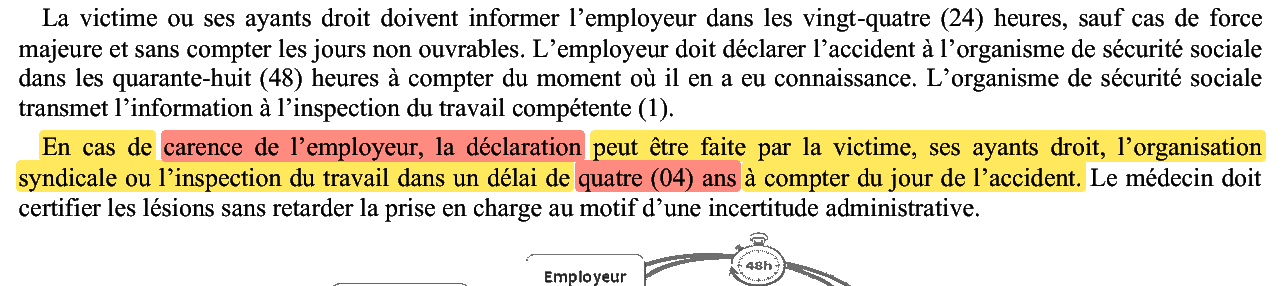 La victime ou ses ayants droit doivent informer l’employeur dans les vingt-quatre (24) heures, sauf cas de force
majeure et sans compter les jours non ouvrables. L’employeur doit déclarer l’accident à l’organisme de sécurité sociale
dans les quarante-huit (48) heures à compter du moment où il en a eu connaissance. L’organisme de sécurité sociale
transmet l’information à l’inspection du travail compétente (1).
En cas de carence de l’employeur, la déclaration peut être faite par la victime, ses ayants droit, l’organisation
syndicale ou l’inspection du travail dans un délai de quatre (04) ans à compter du jour de l’accident. Le médecin doit
certifier les lésions sans retarder la prise en charge au motif d’une incertitude administrative.
48h
Employeur